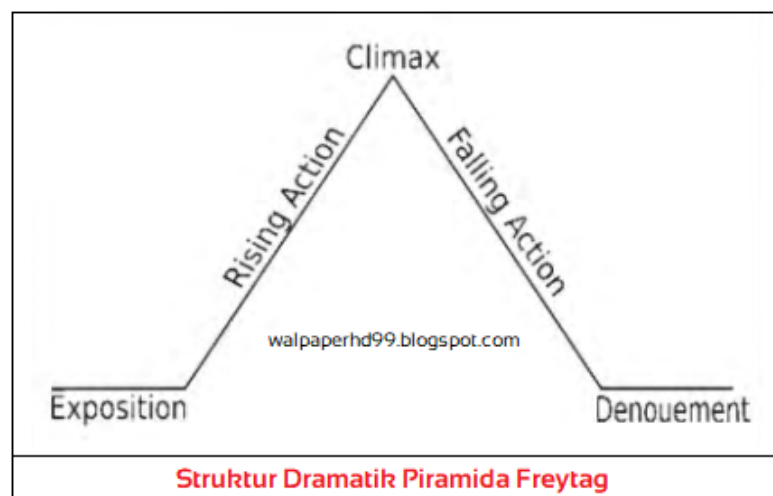 Climax
Rising Action
Falling Action
walpaperhd99.blogspot.com
Exposition
Denouement
Struktur Dramatik Piramida Freytag